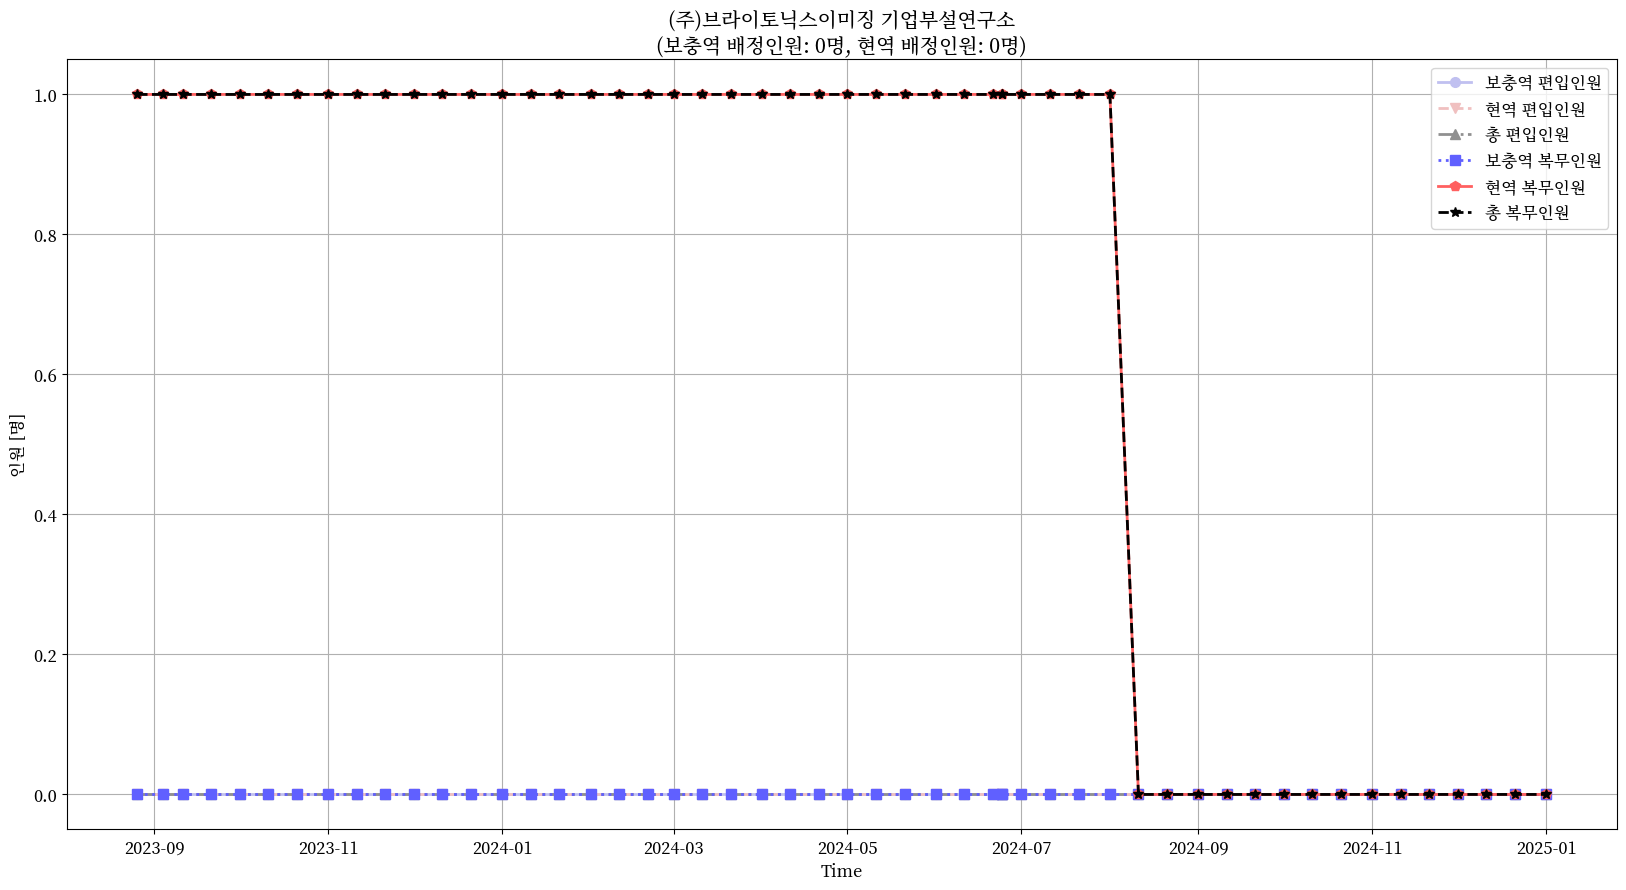 (주)브라이토닉스이미징 기업부설연구소
(보충역 배정인원: 0명, 현역 배정인원: 0명)
보충역 편입인원
현역 편입인원
총 편입인원
보충역 복무인원
현역 복무인원
총 복무인원
인원 [명]
1.0
0.8
0.6
0.4
0.2
0.0
2023-09
2023-11
2024-01
2024-03
2024-05
2024-07
2024-09
2024-11
2025-01
Time